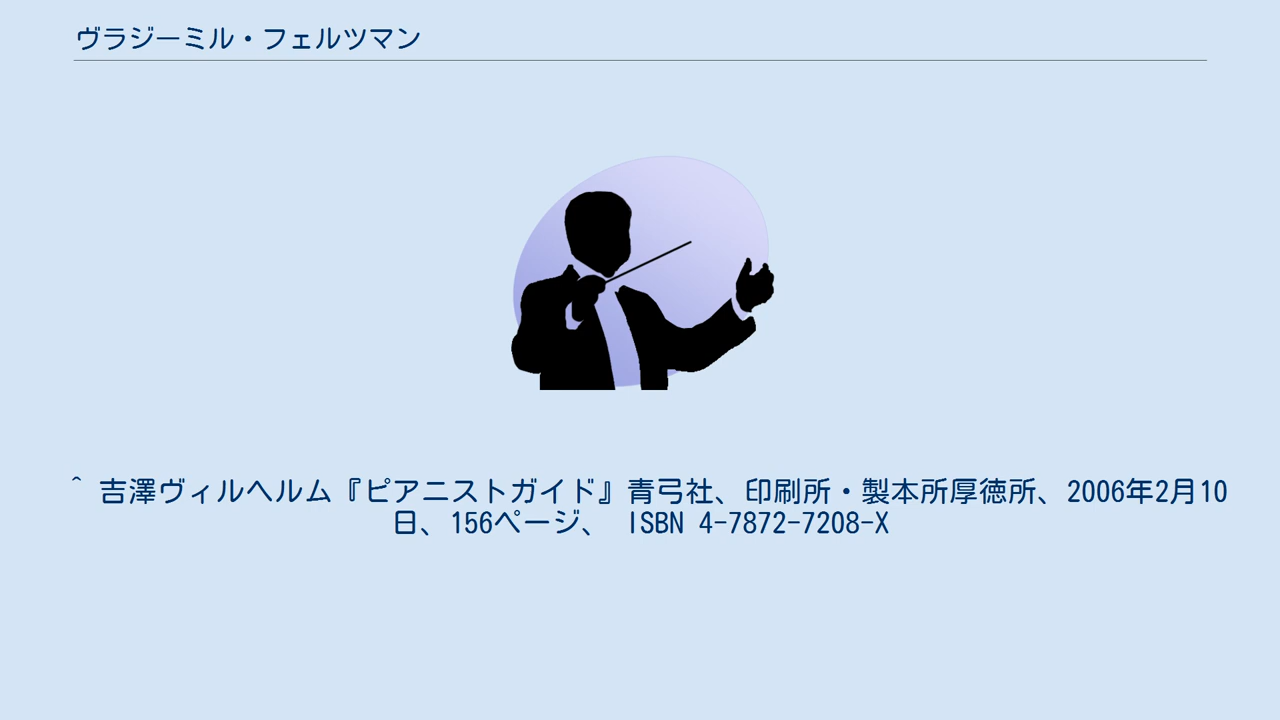 ヴラジーミル・フェルツマン
^ 吉澤ヴィルヘルム『ピアニストガイド』青弓社、印刷所・製本所厚徳所、2006年2月10
日、156ページ、 ISBN 4-7872-7208-X